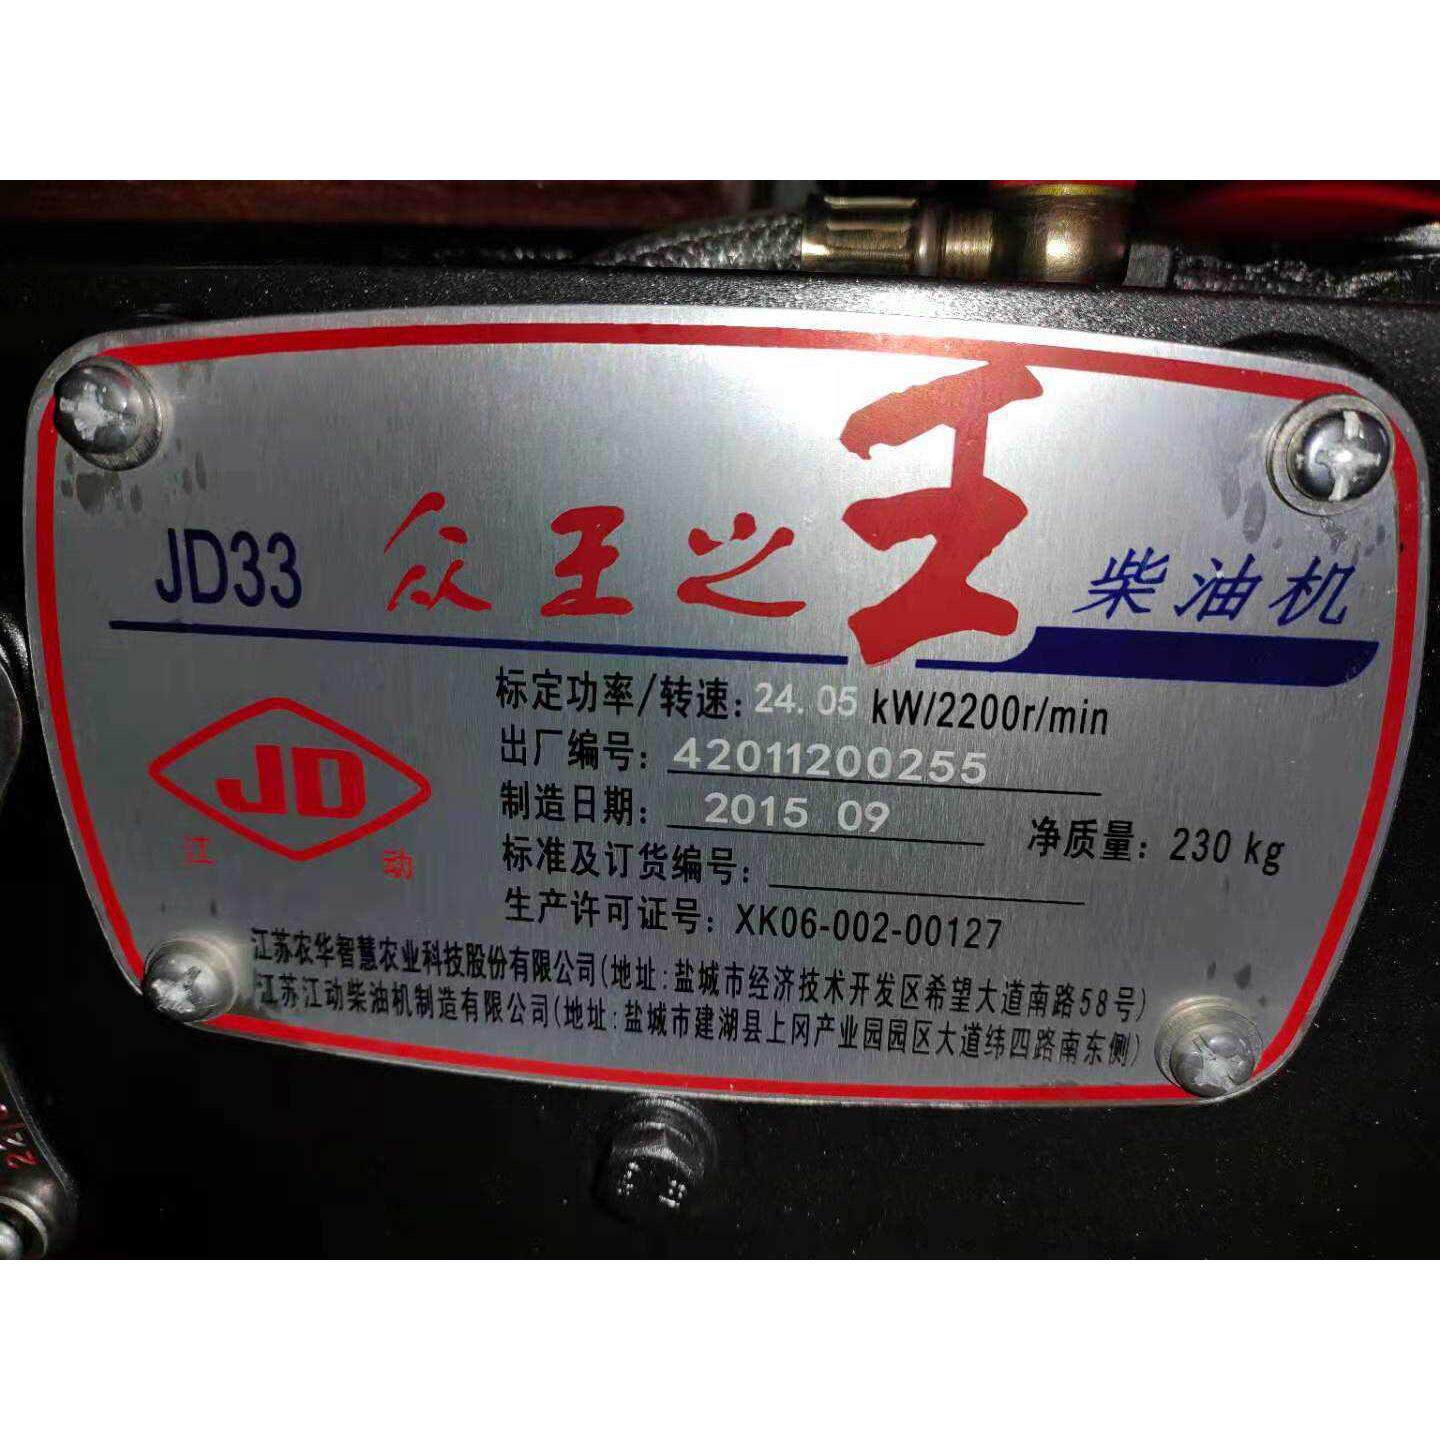 JD33 众王之王 柴油机
标定功率/转速: 24.05 kW/2200r/min
出厂编号: 42011200255
制造日期: 2015 09 净质量: 230 kg
标准及订货编号:
生产许可证号: XK06-002-00127
JD
江动
江苏农华智慧农业科技股份有限公司(地址:盐城市经济技术开发区希望大道南路58号)
江苏江动柴油机制造有限公司(地址:盐城市建湖县上冈产业园园区大道纬四路南东侧)